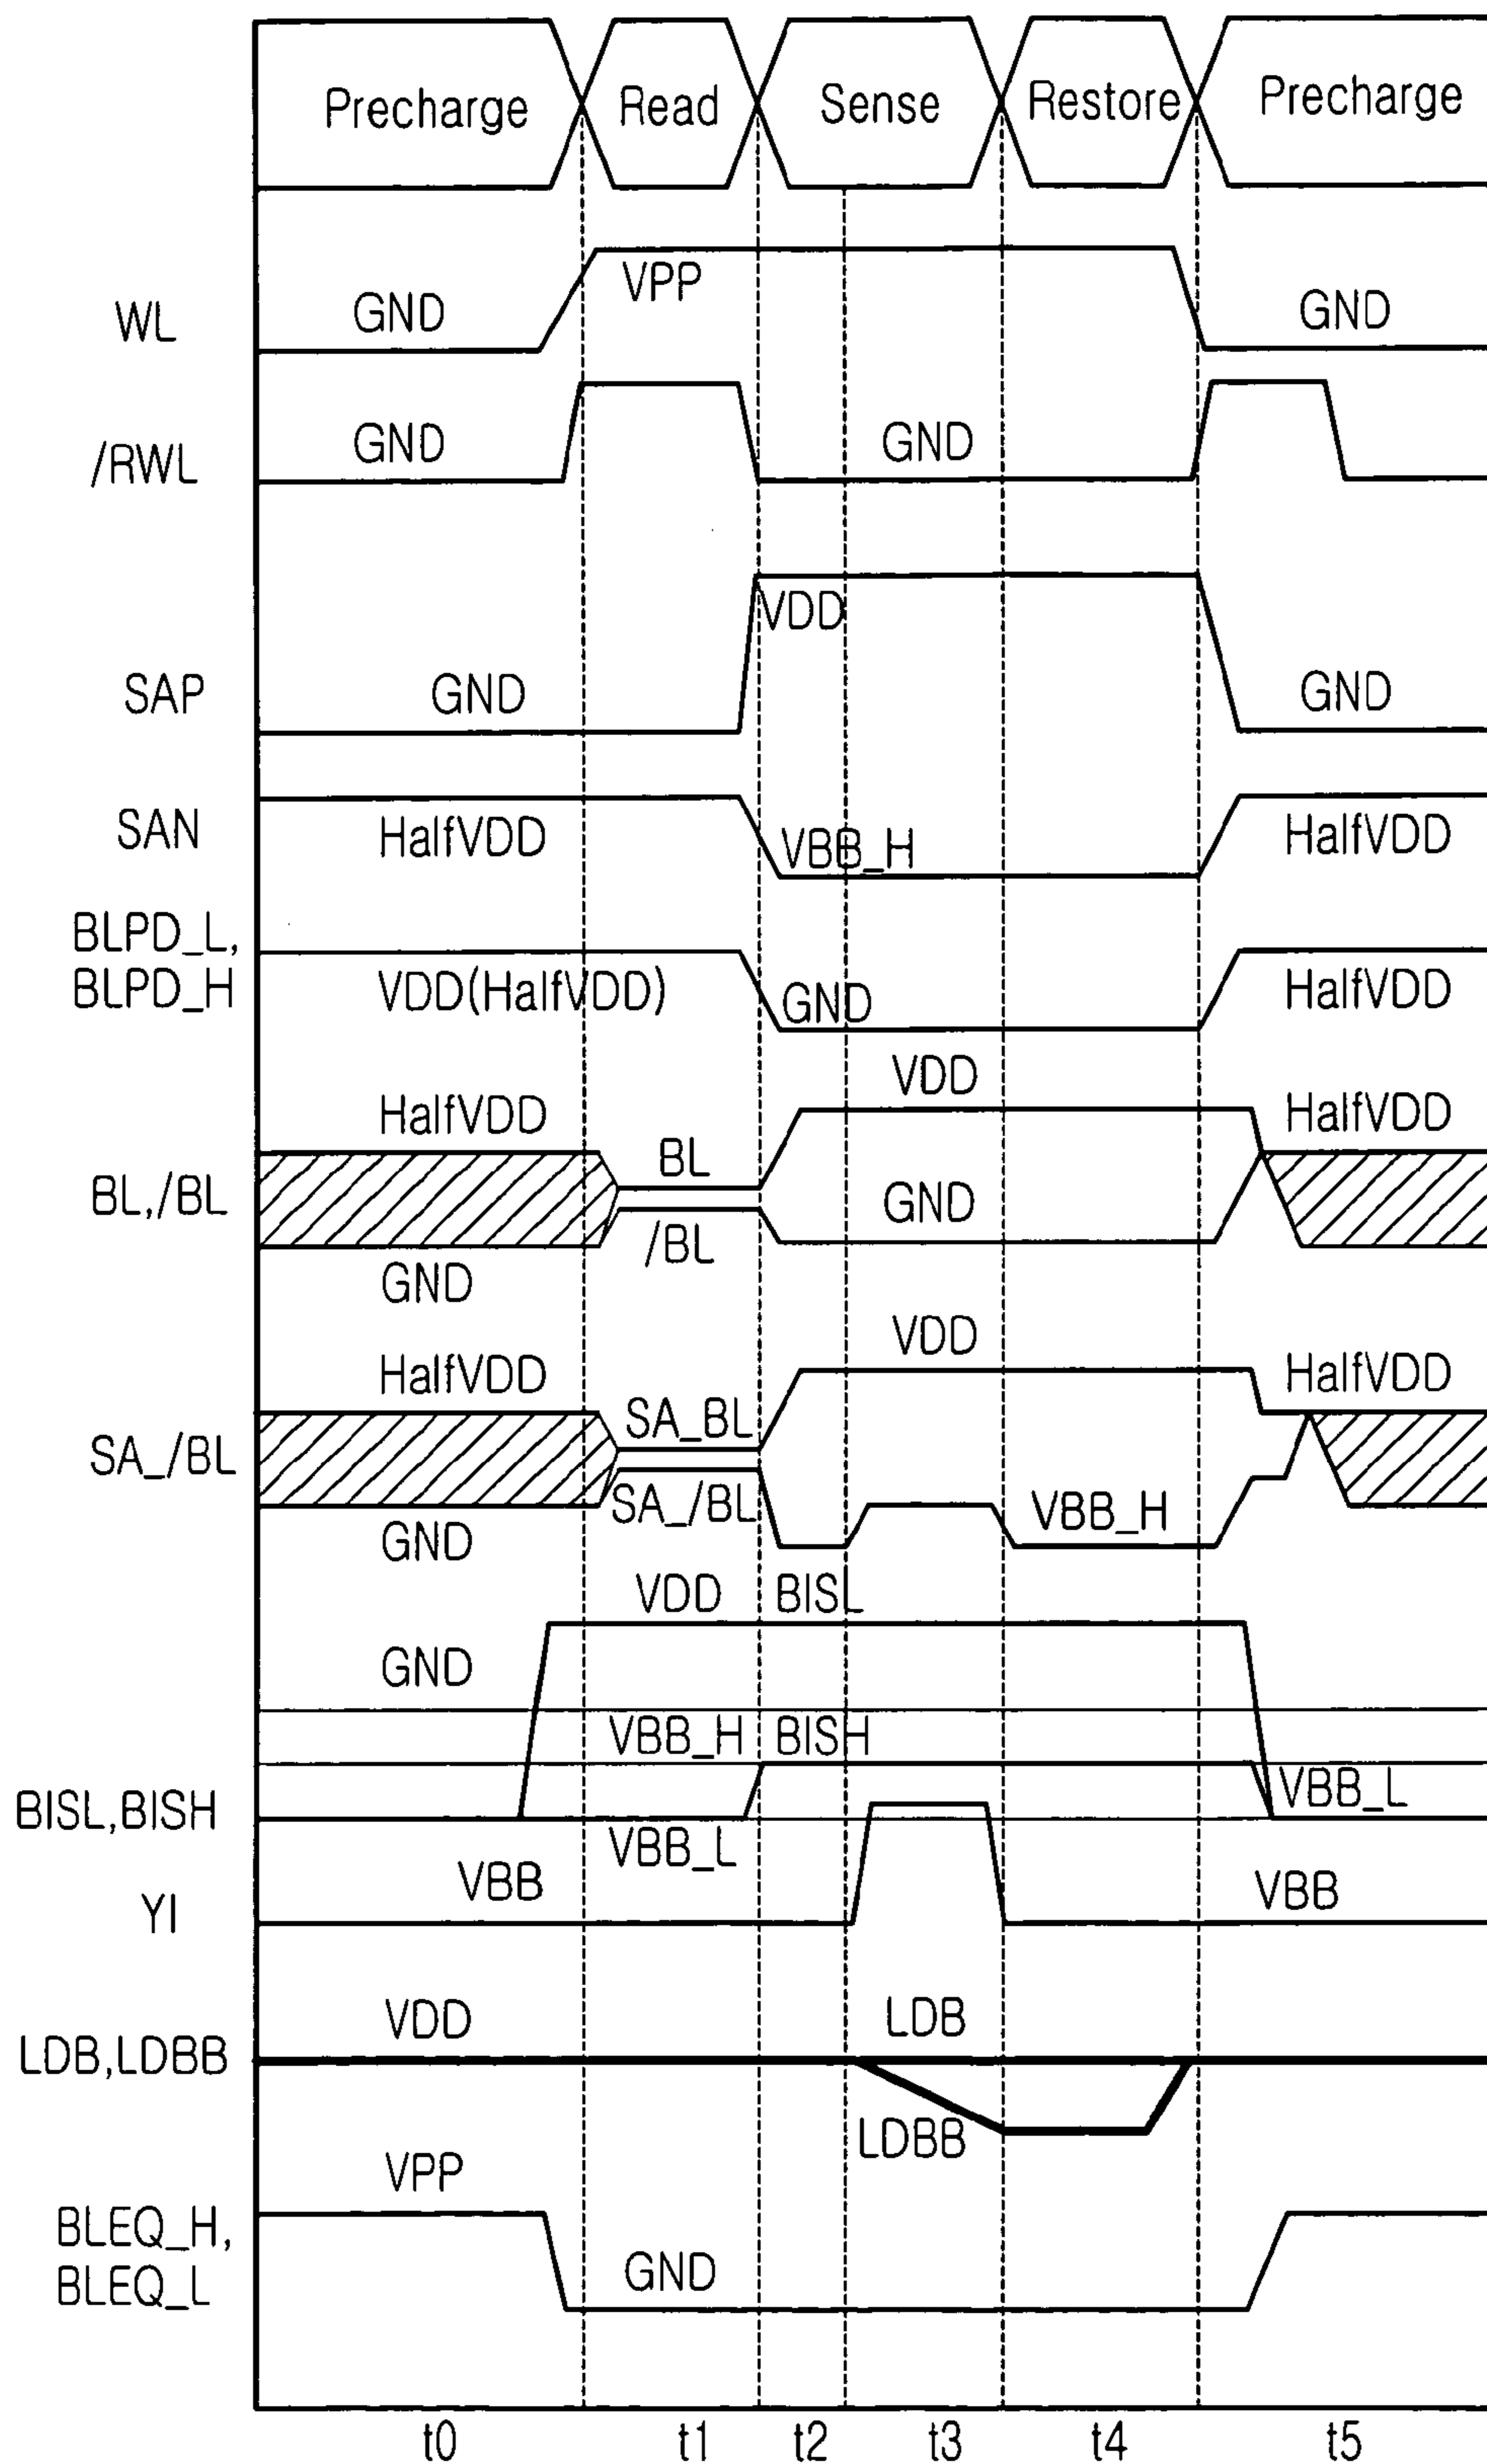 Precharge Read Sense Restore Precharge
VPP
WL GND GND
/RWL GND GND
VDD
SAP GND GND
SAN HalfVDD VBB_H HalfVDD
BLPD_L,
BLPD_H VDD(HalfVDD) GND HalfVDD
VDD
HalfVDD HalfVDD
BL
BL,/BL GND
/BL
GND
VDD
HalfVDD HalfVDD
SA_BL
SA_/BL
SA_/BL VBB_H
GND
VDD BISL
GND
VBB_H BISH
BISL,BISH VBB_L
VBB_L
YI VBB VBB
VDD LDB
LDB,LDBB
LDBB
VPP
BLEQ_H,
BLEQ_L GND
t0 t1 t2 t3 t4 t5